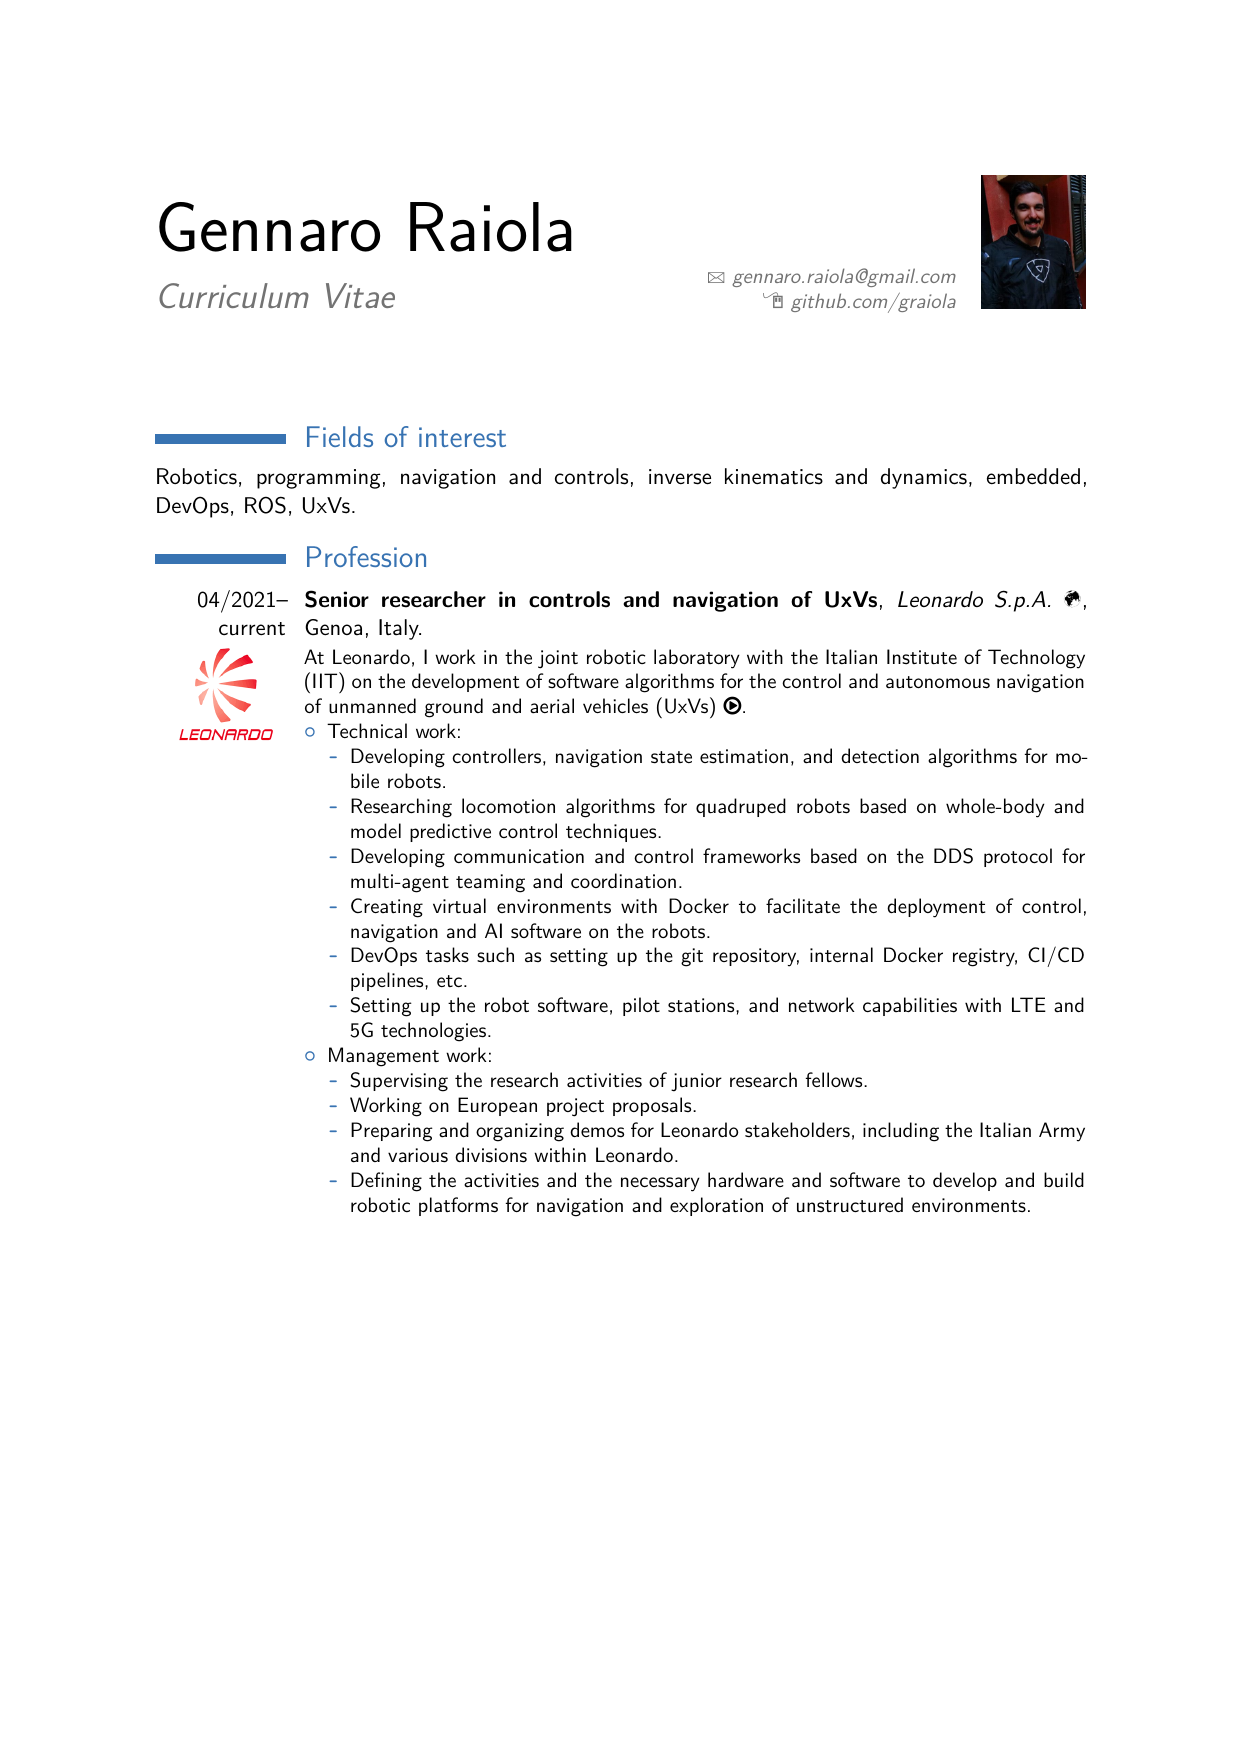 Gennaro Raiola
Curriculum Vitae
gennaro.raiola@gmail.com
github.com/graiola
Fields of interest
Robotics, programming, navigation and controls, inverse kinematics and dynamics, embedded,
DevOps, ROS, UxVs.
Profession
04/2021–
current
Senior researcher in controls and navigation of UxVs, Leonardo S.p.A. ,
Genoa, Italy.
LEONARDO
At Leonardo, I work in the joint robotic laboratory with the Italian Institute of Technology
(IIT) on the development of software algorithms for the control and autonomous navigation
of unmanned ground and aerial vehicles (UxVs) .
○ Technical work:
- Developing controllers, navigation state estimation, and detection algorithms for mo-
bile robots.
- Researching locomotion algorithms for quadruped robots based on whole-body and
model predictive control techniques.
- Developing communication and control frameworks based on the DDS protocol for
multi-agent teaming and coordination.
- Creating virtual environments with Docker to facilitate the deployment of control,
navigation and AI software on the robots.
- DevOps tasks such as setting up the git repository, internal Docker registry, CI/CD
pipelines, etc.
- Setting up the robot software, pilot stations, and network capabilities with LTE and
5G technologies.
○ Management work:
- Supervising the research activities of junior research fellows.
- Working on European project proposals.
- Preparing and organizing demos for Leonardo stakeholders, including the Italian Army
and various divisions within Leonardo.
- Defining the activities and the necessary hardware and software to develop and build
robotic platforms for navigation and exploration of unstructured environments.